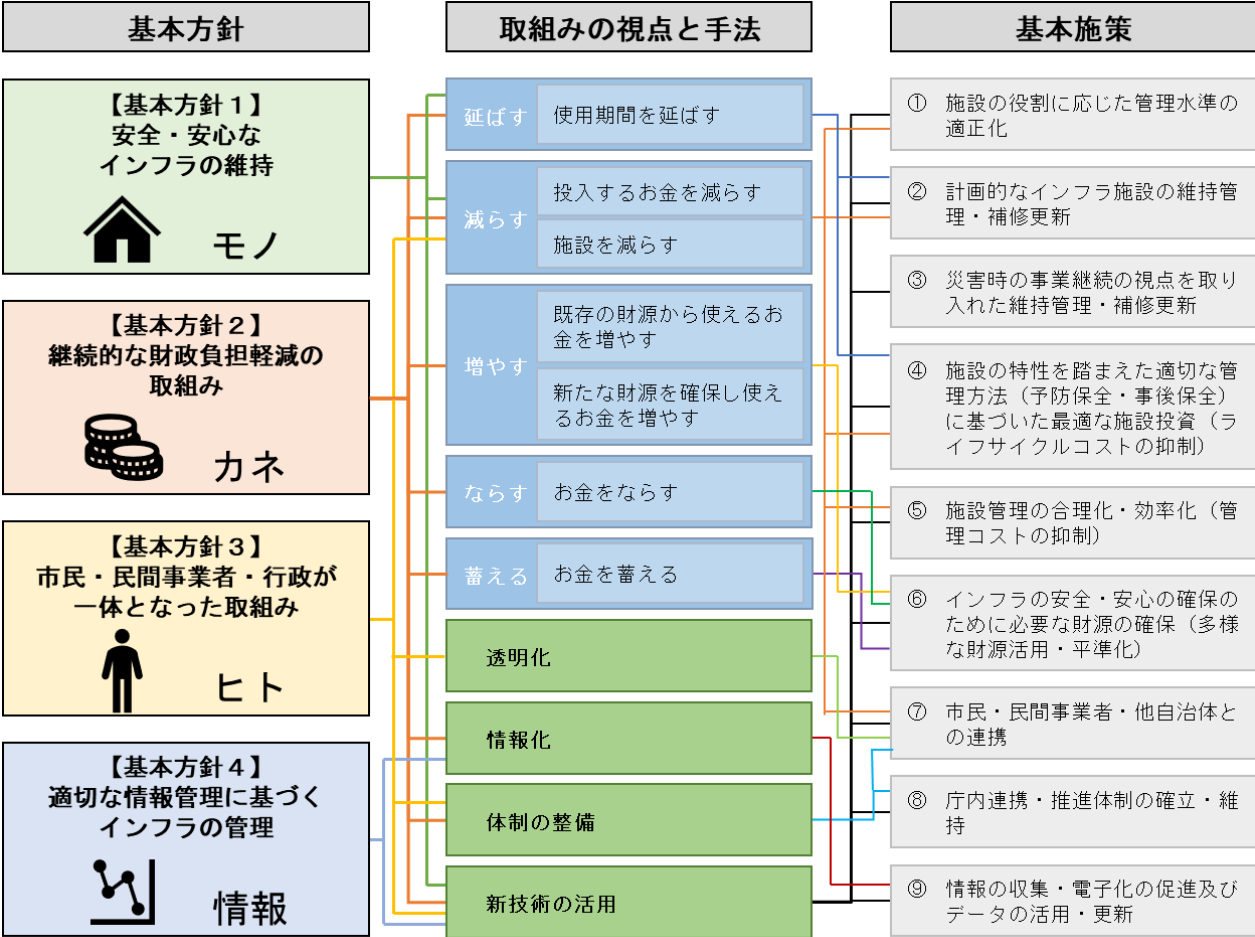 基本方針
取組みの視点と手法
基本施策
【基本方針１】
安全・安心な
インフラの維持
モノ
【基本方針２】
継続的な財政負担軽減の
取組み
カネ
【基本方針３】
市民・民間事業者・行政が
一体となった取組み
ヒト
【基本方針４】
適切な情報管理に基づく
インフラの管理
情報
延ばす
使用期間を延ばす
減らす
投入するお金を減らす
施設を減らす
増やす
既存の財源から使えるお
金を増やす
新たな財源を確保し使え
るお金を増やす
ならす
お金をならす
蓄える
お金を蓄える
透明化
情報化
体制の整備
新技術の活用
① 施設の役割に応じた管理水準の
適正化
② 計画的なインフラ施設の維持管
理・補修更新
③ 災害時の事業継続の視点を取り
入れた維持管理・補修更新
④ 施設の特性を踏まえた適切な管
理方法（予防保全・事後保全）
に基づいた最適な施設投資（ラ
イフサイクルコストの抑制）
⑤ 施設管理の合理化・効率化（管
理コストの抑制）
⑥ インフラの安全・安心の確保の
ために必要な財源の確保（多様
な財源活用・平準化）
⑦ 市民・民間事業者・他自治体と
の連携
⑧ 庁内連携・推進体制の確立・維
持
⑨ 情報の収集・電子化の促進及び
データの活用・更新